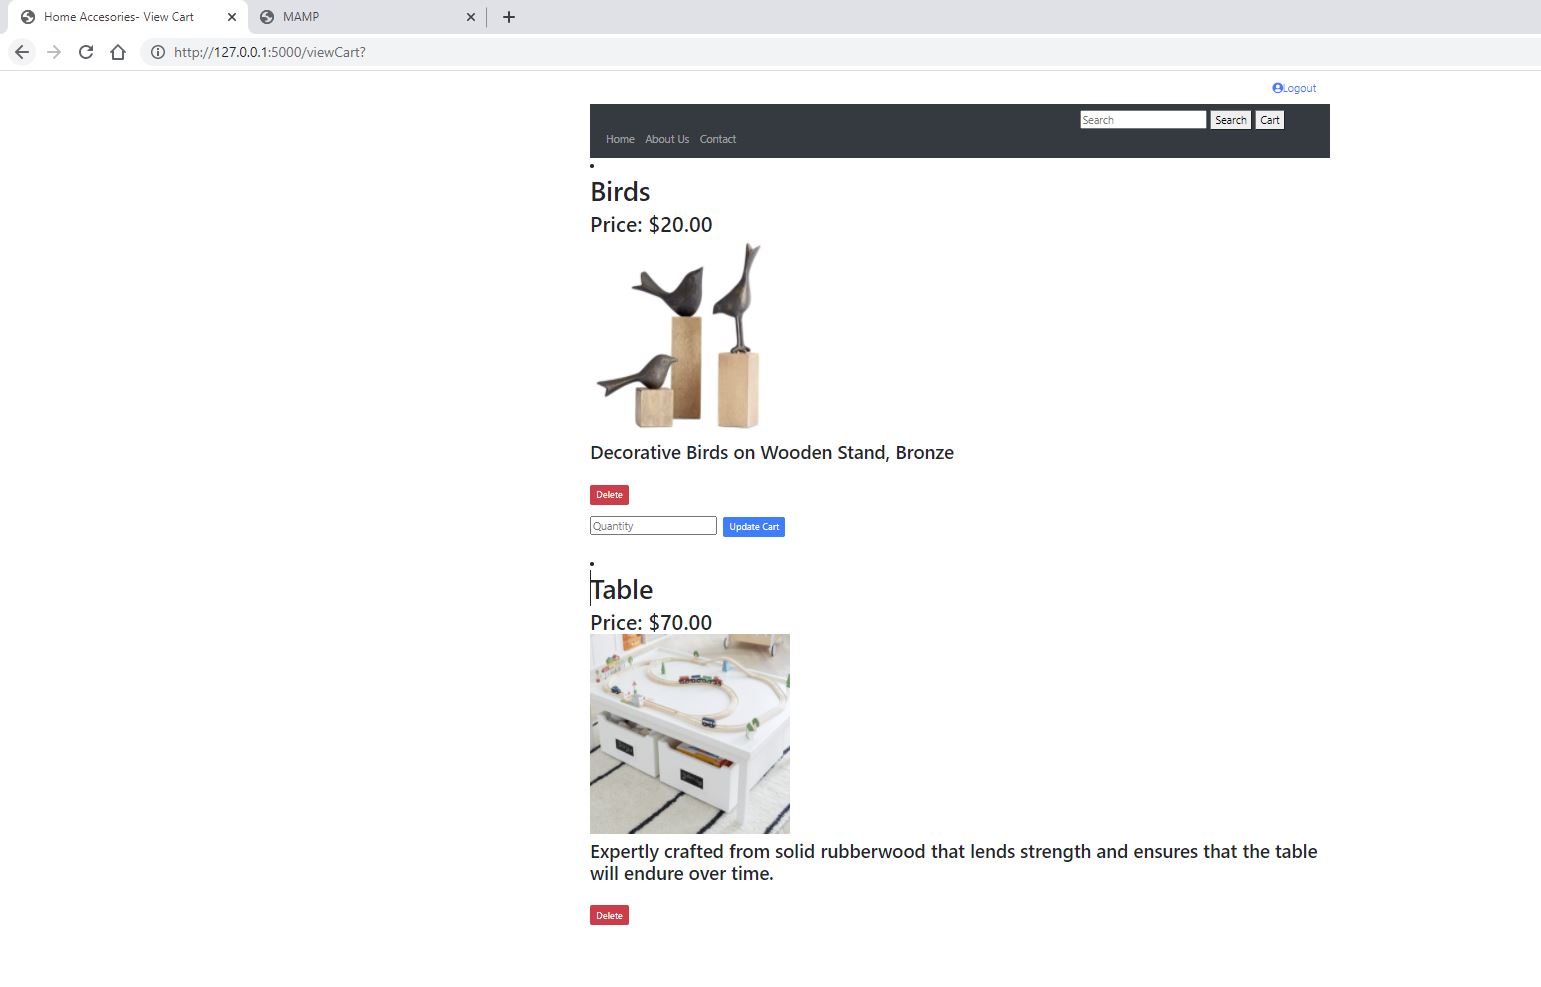 Home Accesories- View Cart
MAMP
http://127.0.0.1:5000/viewCart?
Logout
Search Search Cart
Home About Us Contact
Birds
Price: $20.00
Decorative Birds on Wooden Stand, Bronze
Delete
Quantity Update Cart
Table
Price: $70.00
Expertly crafted from solid rubberwood that lends strength and ensures that the table
will endure over time.
Delete